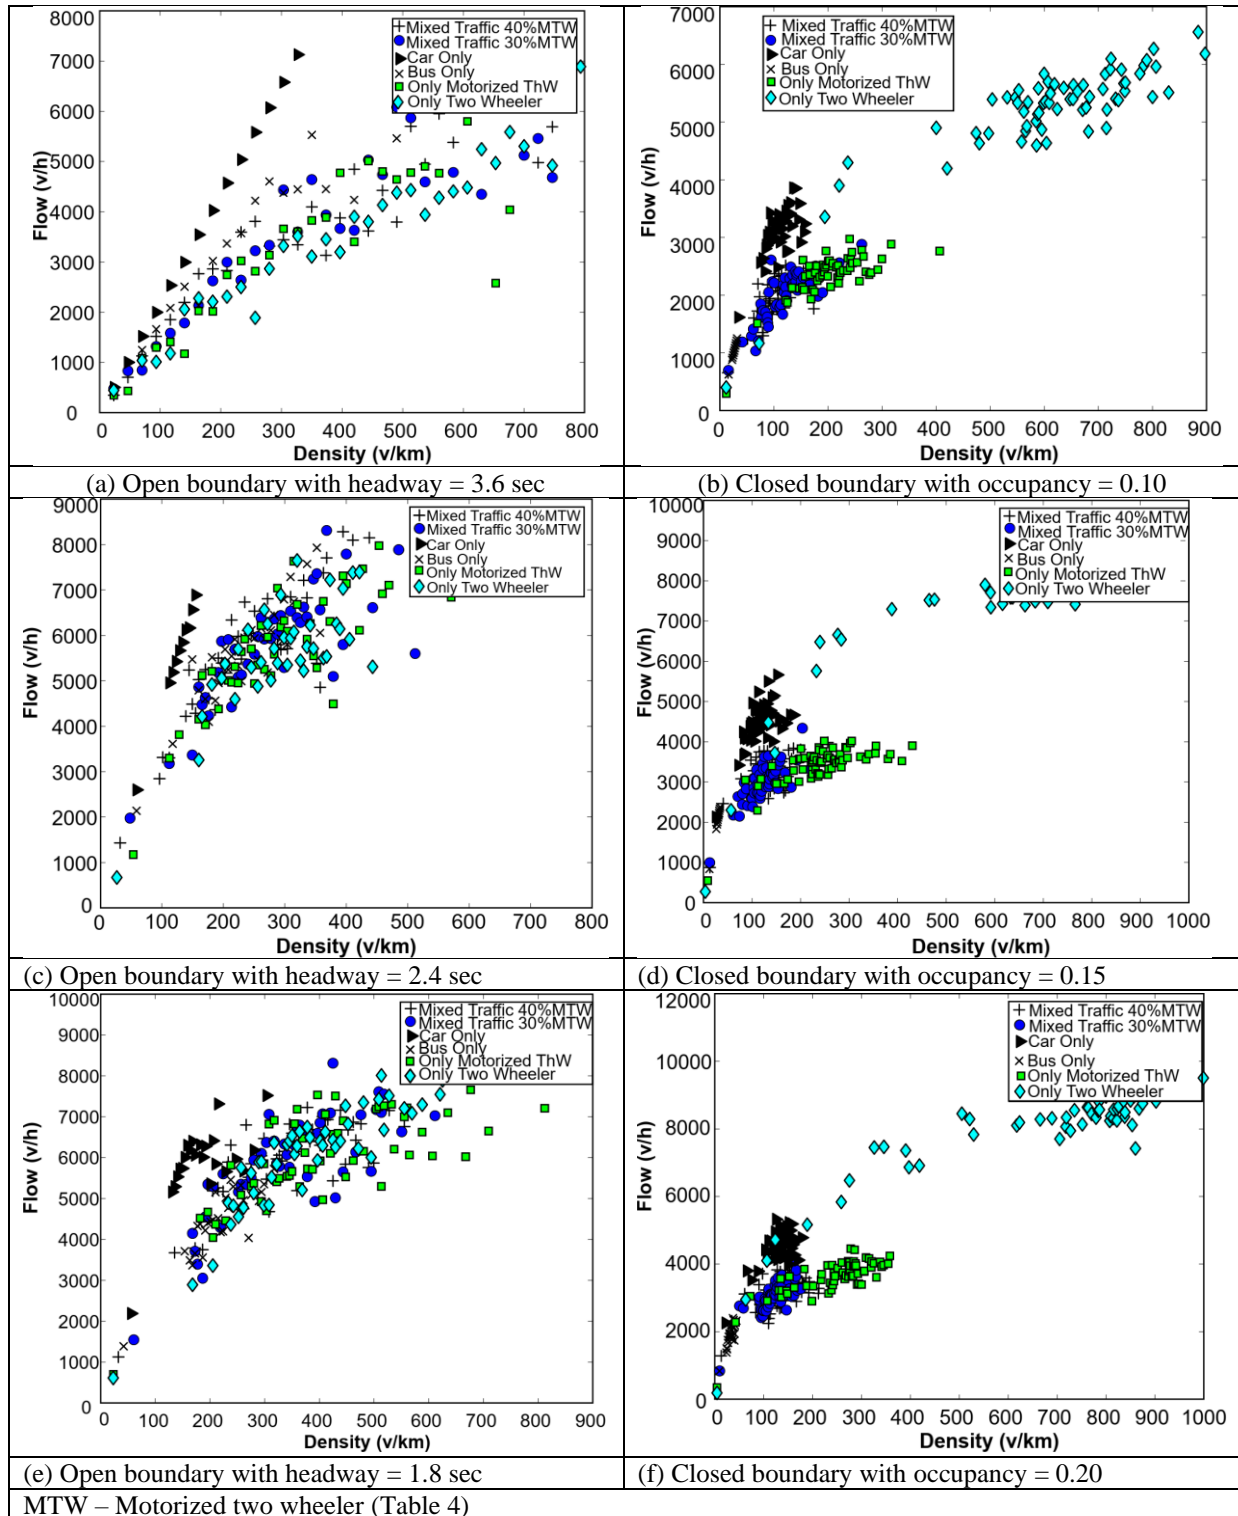 8000
7000
6000
5000
4000
3000
2000
1000
0
Flow (v/h)
Mixed Traffic 40%MTW
Mixed Traffic 30%MTW
Car Only
Bus Only
Only Motorized ThW
Only Two Wheeler
0 100 200 300 400 500 600 700 800
Density (v/km)
(a) Open boundary with headway = 3.6 sec
7000
6000
5000
4000
3000
2000
1000
0
Flow (v/h)
Mixed Traffic 40%MTW
Mixed Traffic 30%MTW
Car Only
Bus Only
Only Motorized ThW
Only Two Wheeler
0 100 200 300 400 500 600 700 800 900
Density (v/km)
(b) Closed boundary with occupancy = 0.10
9000
8000
7000
6000
5000
4000
3000
2000
1000
0
Flow (v/h)
Mixed Traffic 40%MTW
Mixed Traffic 30%MTW
Car Only
Bus Only
Only Motorized ThW
Only Two Wheeler
0 100 200 300 400 500 600 700 800
Density (v/km)
(c) Open boundary with headway = 2.4 sec
10000
9000
8000
7000
6000
5000
4000
3000
2000
1000
0
Flow (v/h)
Mixed Traffic 40%MTW
Mixed Traffic 30%MTW
Car Only
Bus Only
Only Motorized ThW
Only Two Wheeler
0 100 200 300 400 500 600 700 800 900 1000
Density (v/km)
(d) Closed boundary with occupancy = 0.15
10000
9000
8000
7000
6000
5000
4000
3000
2000
1000
0
Flow (v/h)
Mixed Traffic 40%MTW
Mixed Traffic 30%MTW
Car Only
Bus Only
Only Motorized ThW
Only Two Wheeler
0 100 200 300 400 500 600 700 800 900
Density (v/km)
(e) Open boundary with headway = 1.8 sec
12000
10000
8000
6000
4000
2000
0
Flow (v/h)
Mixed Traffic 40%MTW
Mixed Traffic 30%MTW
Car Only
Bus Only
Only Motorized ThW
Only Two Wheeler
0 100 200 300 400 500 600 700 800 900 1000
Density (v/km)
(f) Closed boundary with occupancy = 0.20
MTW – Motorized two wheeler (Table 4)